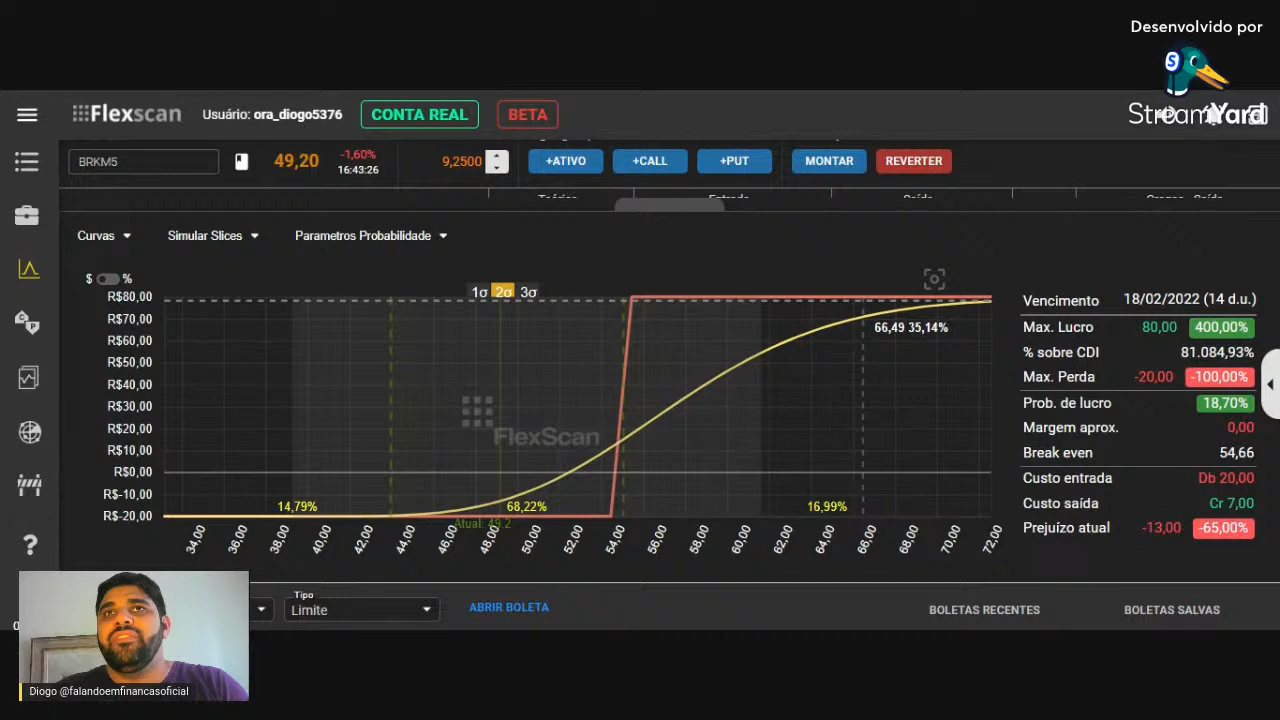 Desenvolvido por
S
StreamYard
Flexscan
Usuário: ora_diogo5376
CONTA REAL
BETA
BRKM5
49,20
-1,60%
16:43:26
9,2500
+ATIVO
+CALL
+PUT
MONTAR
REVERTER
Teórico
Entrada
Saída
Curvas
Simular Slices
Parametros Probabilidade
$ %
1σ 2σ 3σ
R$80,00
R$70,00
R$60,00
R$50,00
R$40,00
R$30,00
R$20,00
R$10,00
R$0,00
R$-10,00
R$-20,00
66,49 35,14%
FlexScan
14,79%
68,22%
16,99%
Atual: 49.2
34,00 36,00 38,00 40,00 42,00 44,00 46,00 48,00 50,00 52,00 54,00 56,00 58,00 60,00 62,00 64,00 66,00 68,00 70,00 72,00
Vencimento 18/02/2022 (14 d.u.)
Max. Lucro 80,00 400,00%
% sobre CDI 81.084,93%
Max. Perda -20,00 -100,00%
Prob. de lucro 18,70%
Margem aprox. 0,00
Break even 54,66
Custo entrada Db 20,00
Custo saída Cr 7,00
Prejuízo atual -13,00 -65,00%
?
Tipo
Limite
ABRIR BOLETA
BOLETAS RECENTES
BOLETAS SALVAS
Diogo @falandoemfinancasoficial